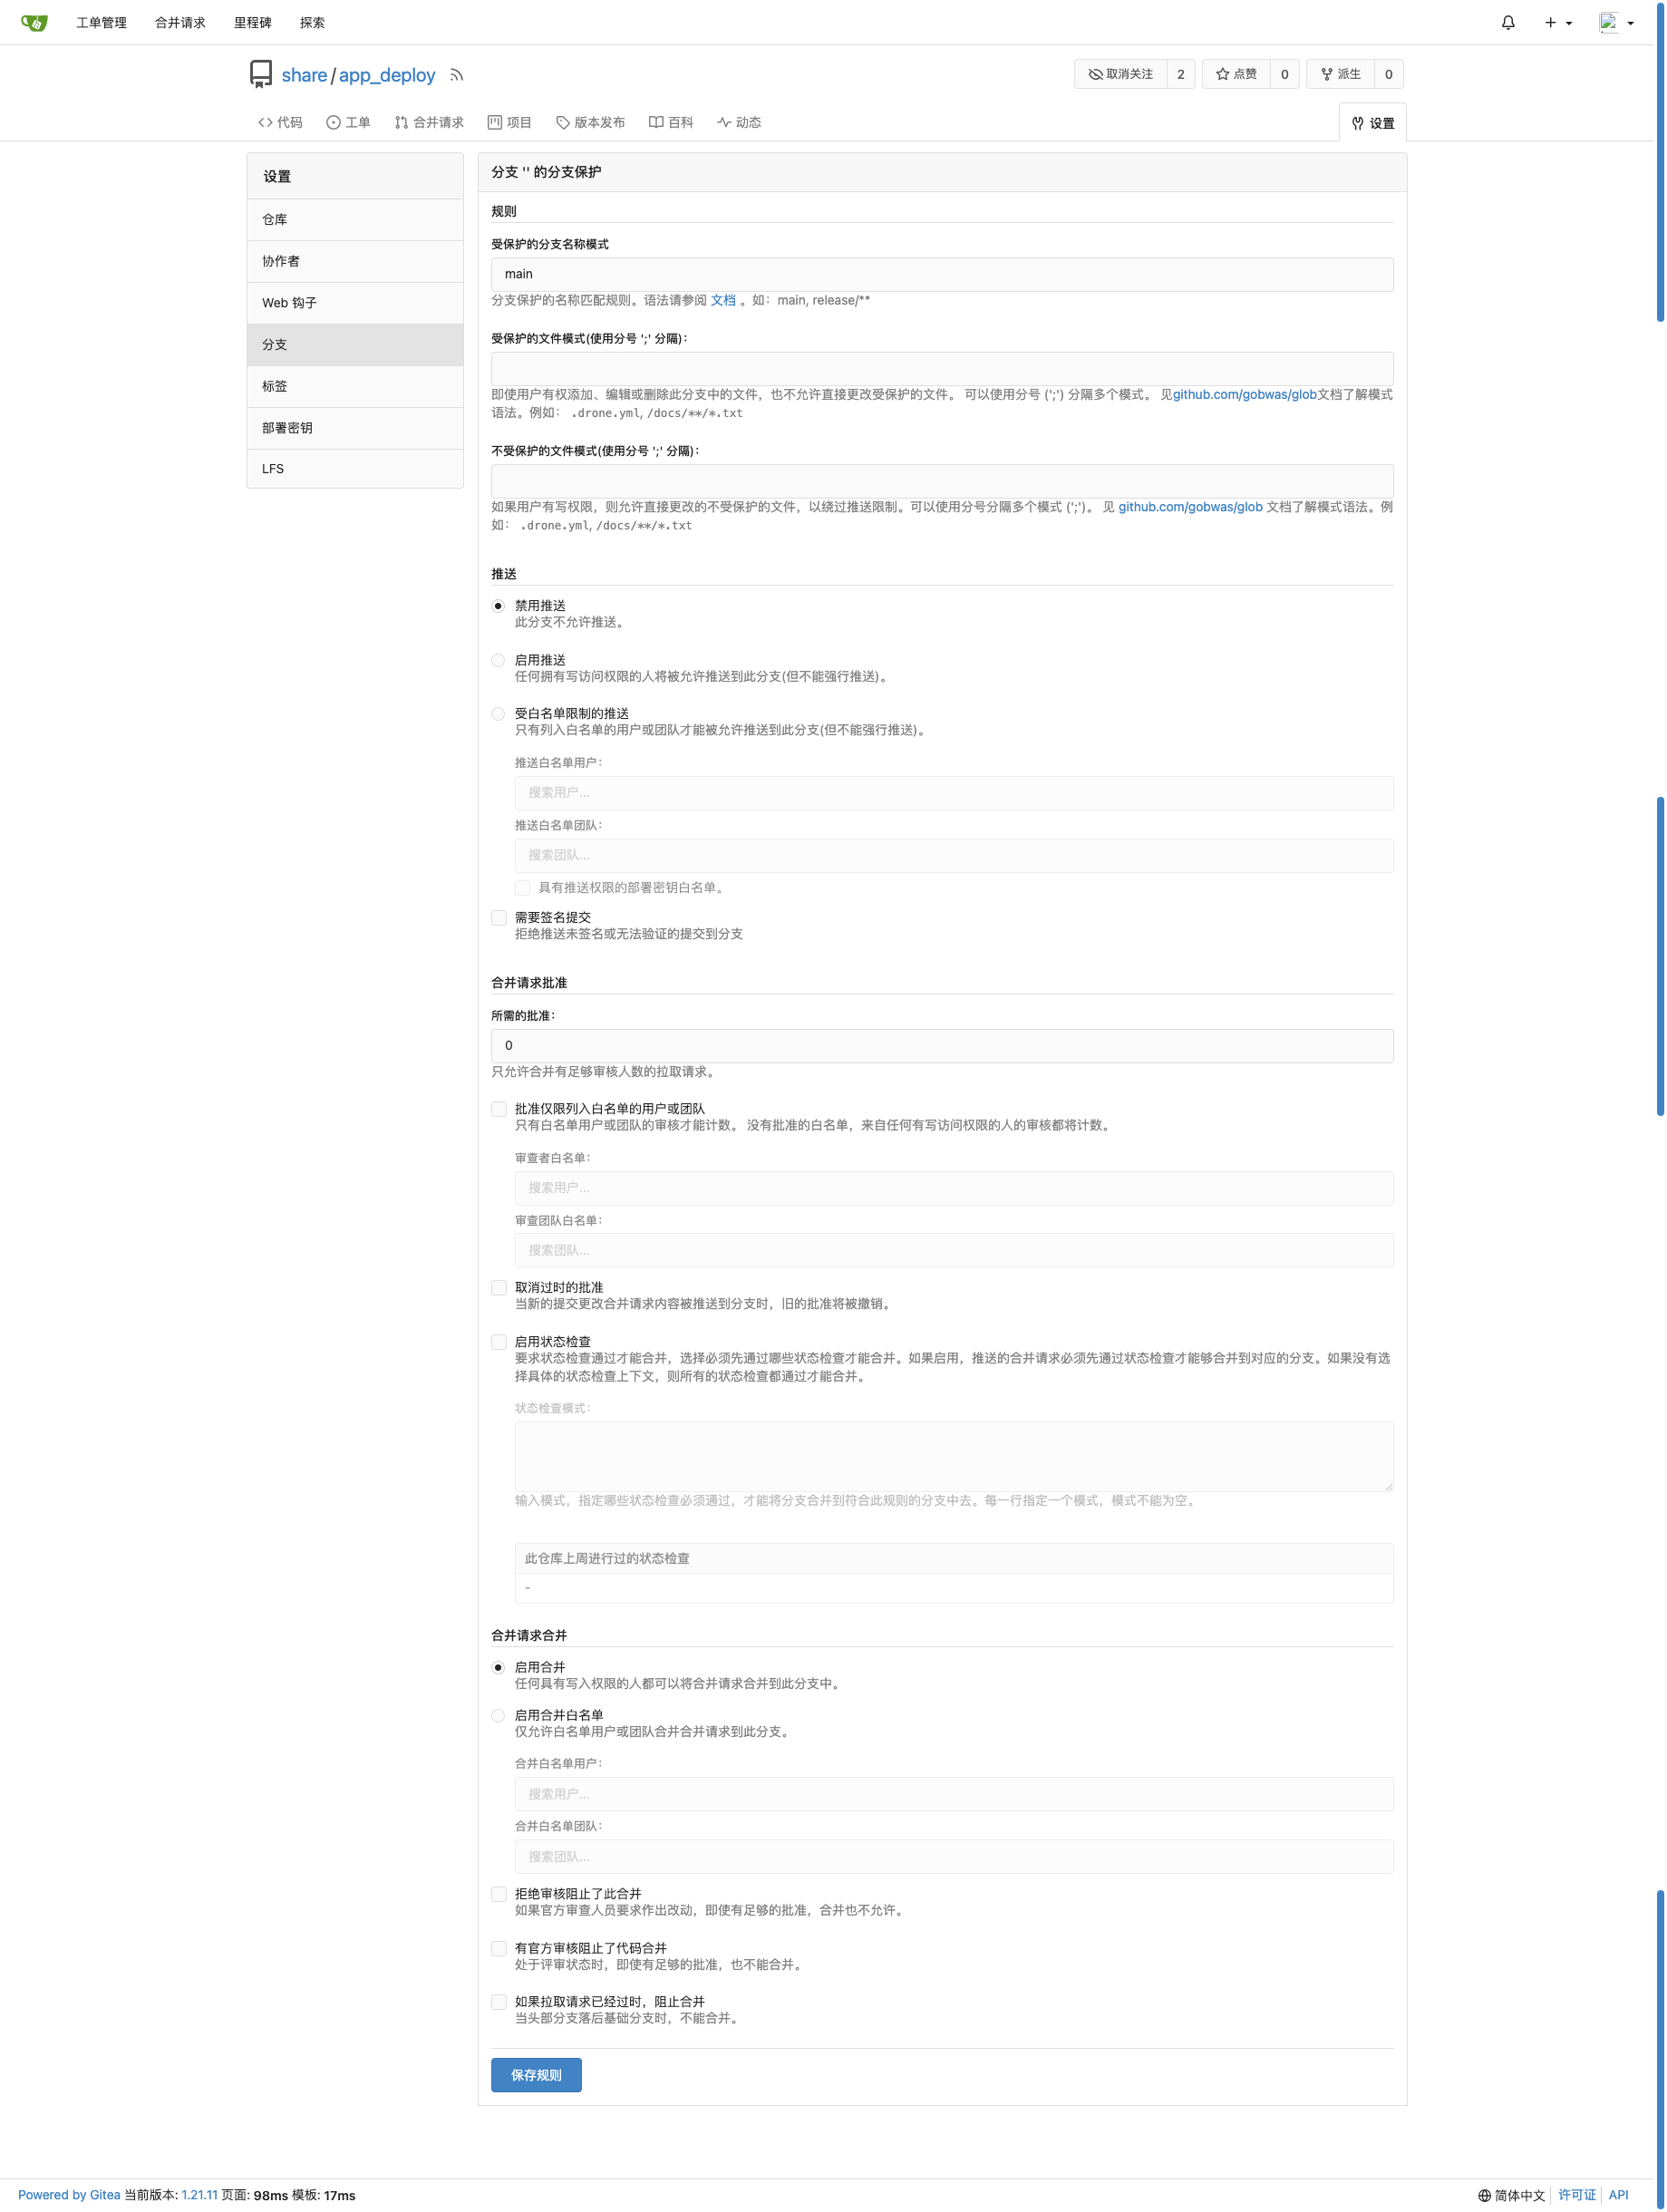 工单管理 合并请求 里程碑 探索
share/app_deploy 取消关注 2 点赞 0 派生 0
代码 工单 合并请求 项目 版本发布 百科 动态 设置
设置
仓库
协作者
Web 钩子
分支
标签
部署密钥
LFS
分支 '' 的分支保护
规则
受保护的分支名称模式
main
分支保护的名称匹配规则。语法请参阅 文档 。如：main, release/**
受保护的文件模式(使用分号 ';' 分隔)：
即使用户有权添加、编辑或删除此分支中的文件，也不允许直接更改受保护的文件。 可以使用分号 (';') 分隔多个模式。 见github.com/gobwas/glob文档了解模式
语法。例如： .drone.yml, /docs/**/*.txt
不受保护的文件模式(使用分号 ';' 分隔)：
如果用户有写权限，则允许直接更改的不受保护的文件，以绕过推送限制。可以使用分号分隔多个模式 (';')。 见 github.com/gobwas/glob 文档了解模式语法。例
如： .drone.yml, /docs/**/*.txt
推送
禁用推送
此分支不允许推送。
启用推送
任何拥有写访问权限的人将被允许推送到此分支(但不能强行推送)。
受白名单限制的推送
只有列入白名单的用户或团队才能被允许推送到此分支(但不能强行推送)。
推送白名单用户：
搜索用户...
推送白名单团队：
搜索团队...
具有推送权限的部署密钥白名单。
需要签名提交
拒绝推送未签名或无法验证的提交到分支
合并请求批准
所需的批准：
0
只允许合并有足够审核人数的拉取请求。
批准仅限列入白名单的用户或团队
只有白名单用户或团队的审核才能计数。 没有批准的白名单，来自任何有写访问权限的人的审核都将计数。
审查者白名单：
搜索用户...
审查团队白名单：
搜索团队...
取消过时的批准
当新的提交更改合并请求内容被推送到分支时，旧的批准将被撤销。
启用状态检查
要求状态检查通过才能合并，选择必须先通过哪些状态检查才能合并。如果启用，推送的合并请求必须先通过状态检查才能够合并到对应的分支。如果没有选
择具体的状态检查上下文，则所有的状态检查都通过才能合并。
状态检查模式：
输入模式，指定哪些状态检查必须通过，才能将分支合并到符合此规则的分支中去。每一行指定一个模式，模式不能为空。
此仓库上周进行过的状态检查
-
合并请求合并
启用合并
任何具有写入权限的人都可以将合并请求合并到此分支中。
启用合并白名单
仅允许白名单用户或团队合并合并请求到此分支。
合并白名单用户：
搜索用户...
合并白名单团队：
搜索团队...
拒绝审核阻止了此合并
如果官方审查人员要求作出改动，即使有足够的批准，合并也不允许。
有官方审核阻止了代码合并
处于评审状态时，即使有足够的批准，也不能合并。
如果拉取请求已经过时，阻止合并
当头部分支落后基础分支时，不能合并。
保存规则
Powered by Gitea 当前版本: 1.21.11 页面: 98ms 模板: 17ms 简体中文 许可证 API